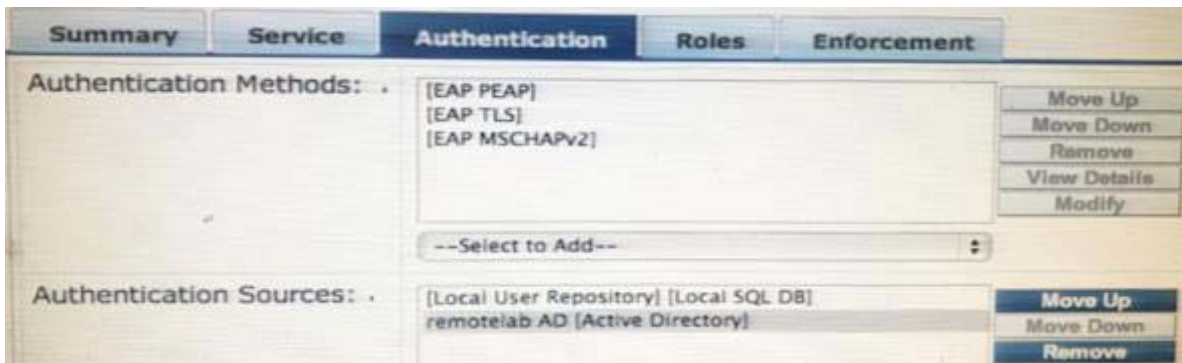 Summary Service Authentication Roles Enforcement
Authentication Methods:
[EAP PEAP]
[EAP TLS]
[EAP MSCHAPv2]
Move Up
Move Down
Remove
View Details
Modify
--Select to Add--
Authentication Sources:
[Local User Repository] [Local SQL DB]
remotelab AD [Active Directory]
Move Up
Move Down
Remove